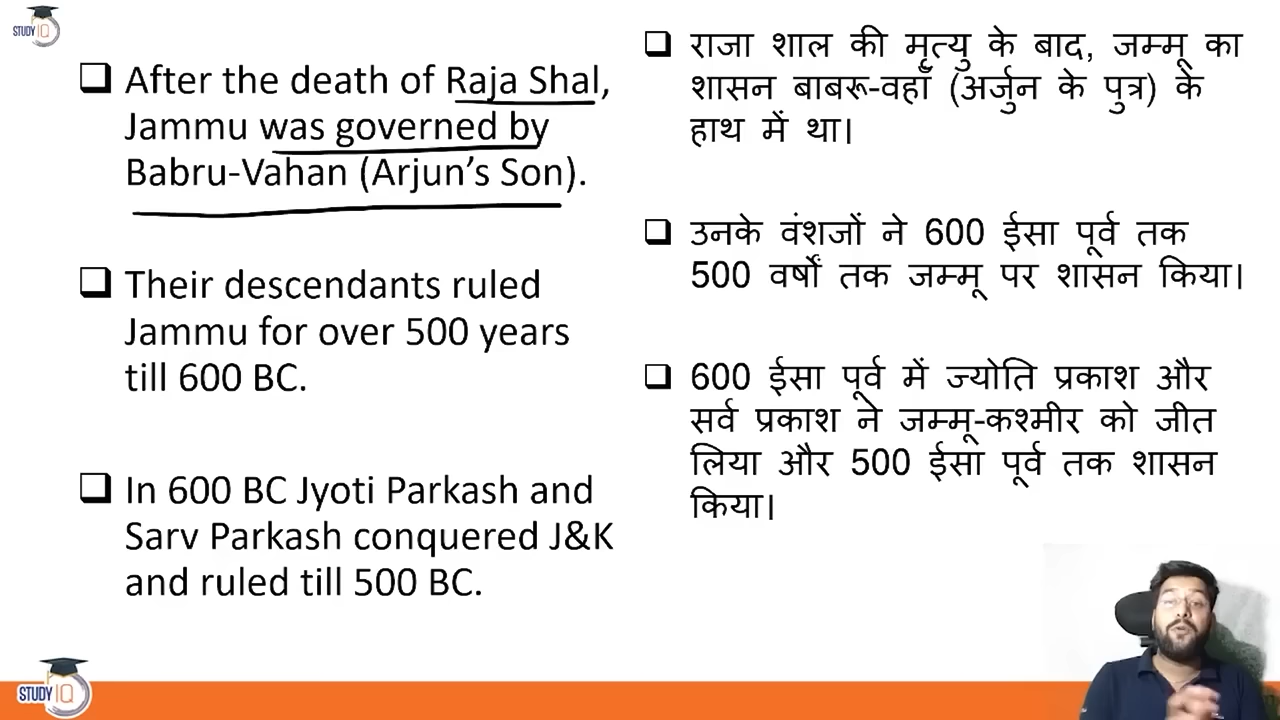 STUDY IQ
After the death of Raja Shal,
Jammu was governed by
Babru-Vahan (Arjun’s Son).
Their descendants ruled
Jammu for over 500 years
till 600 BC.
In 600 BC Jyoti Parkash and
Sarv Parkash conquered J&K
and ruled till 500 BC.
राजा शाल की मृत्यु के बाद, जम्मू का
शासन बाबरू-वहाँ (अर्जुन के पुत्र) के
हाथ में था।
उनके वंशजों ने 600 ईसा पूर्व तक
500 वर्षों तक जम्मू पर शासन किया।
600 ईसा पूर्व में ज्योति प्रकाश और
सर्व प्रकाश ने जम्मू-कश्मीर को जीत
लिया और 500 ईसा पूर्व तक शासन
किया।
STUDY IQ